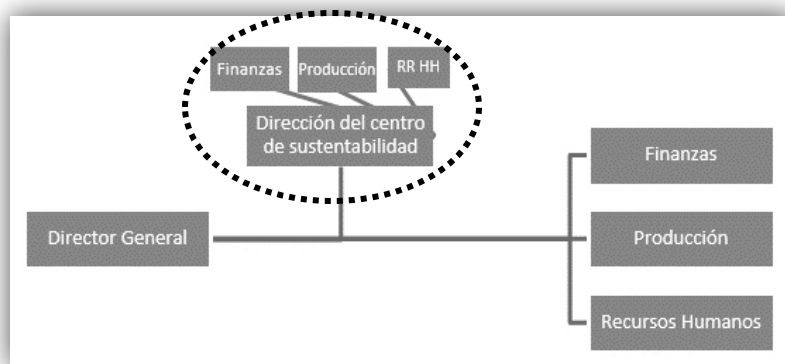 Finanzas
Producción
RR HH
Dirección del centro
de sustentabilidad
Finanzas
Director General
Producción
Recursos Humanos